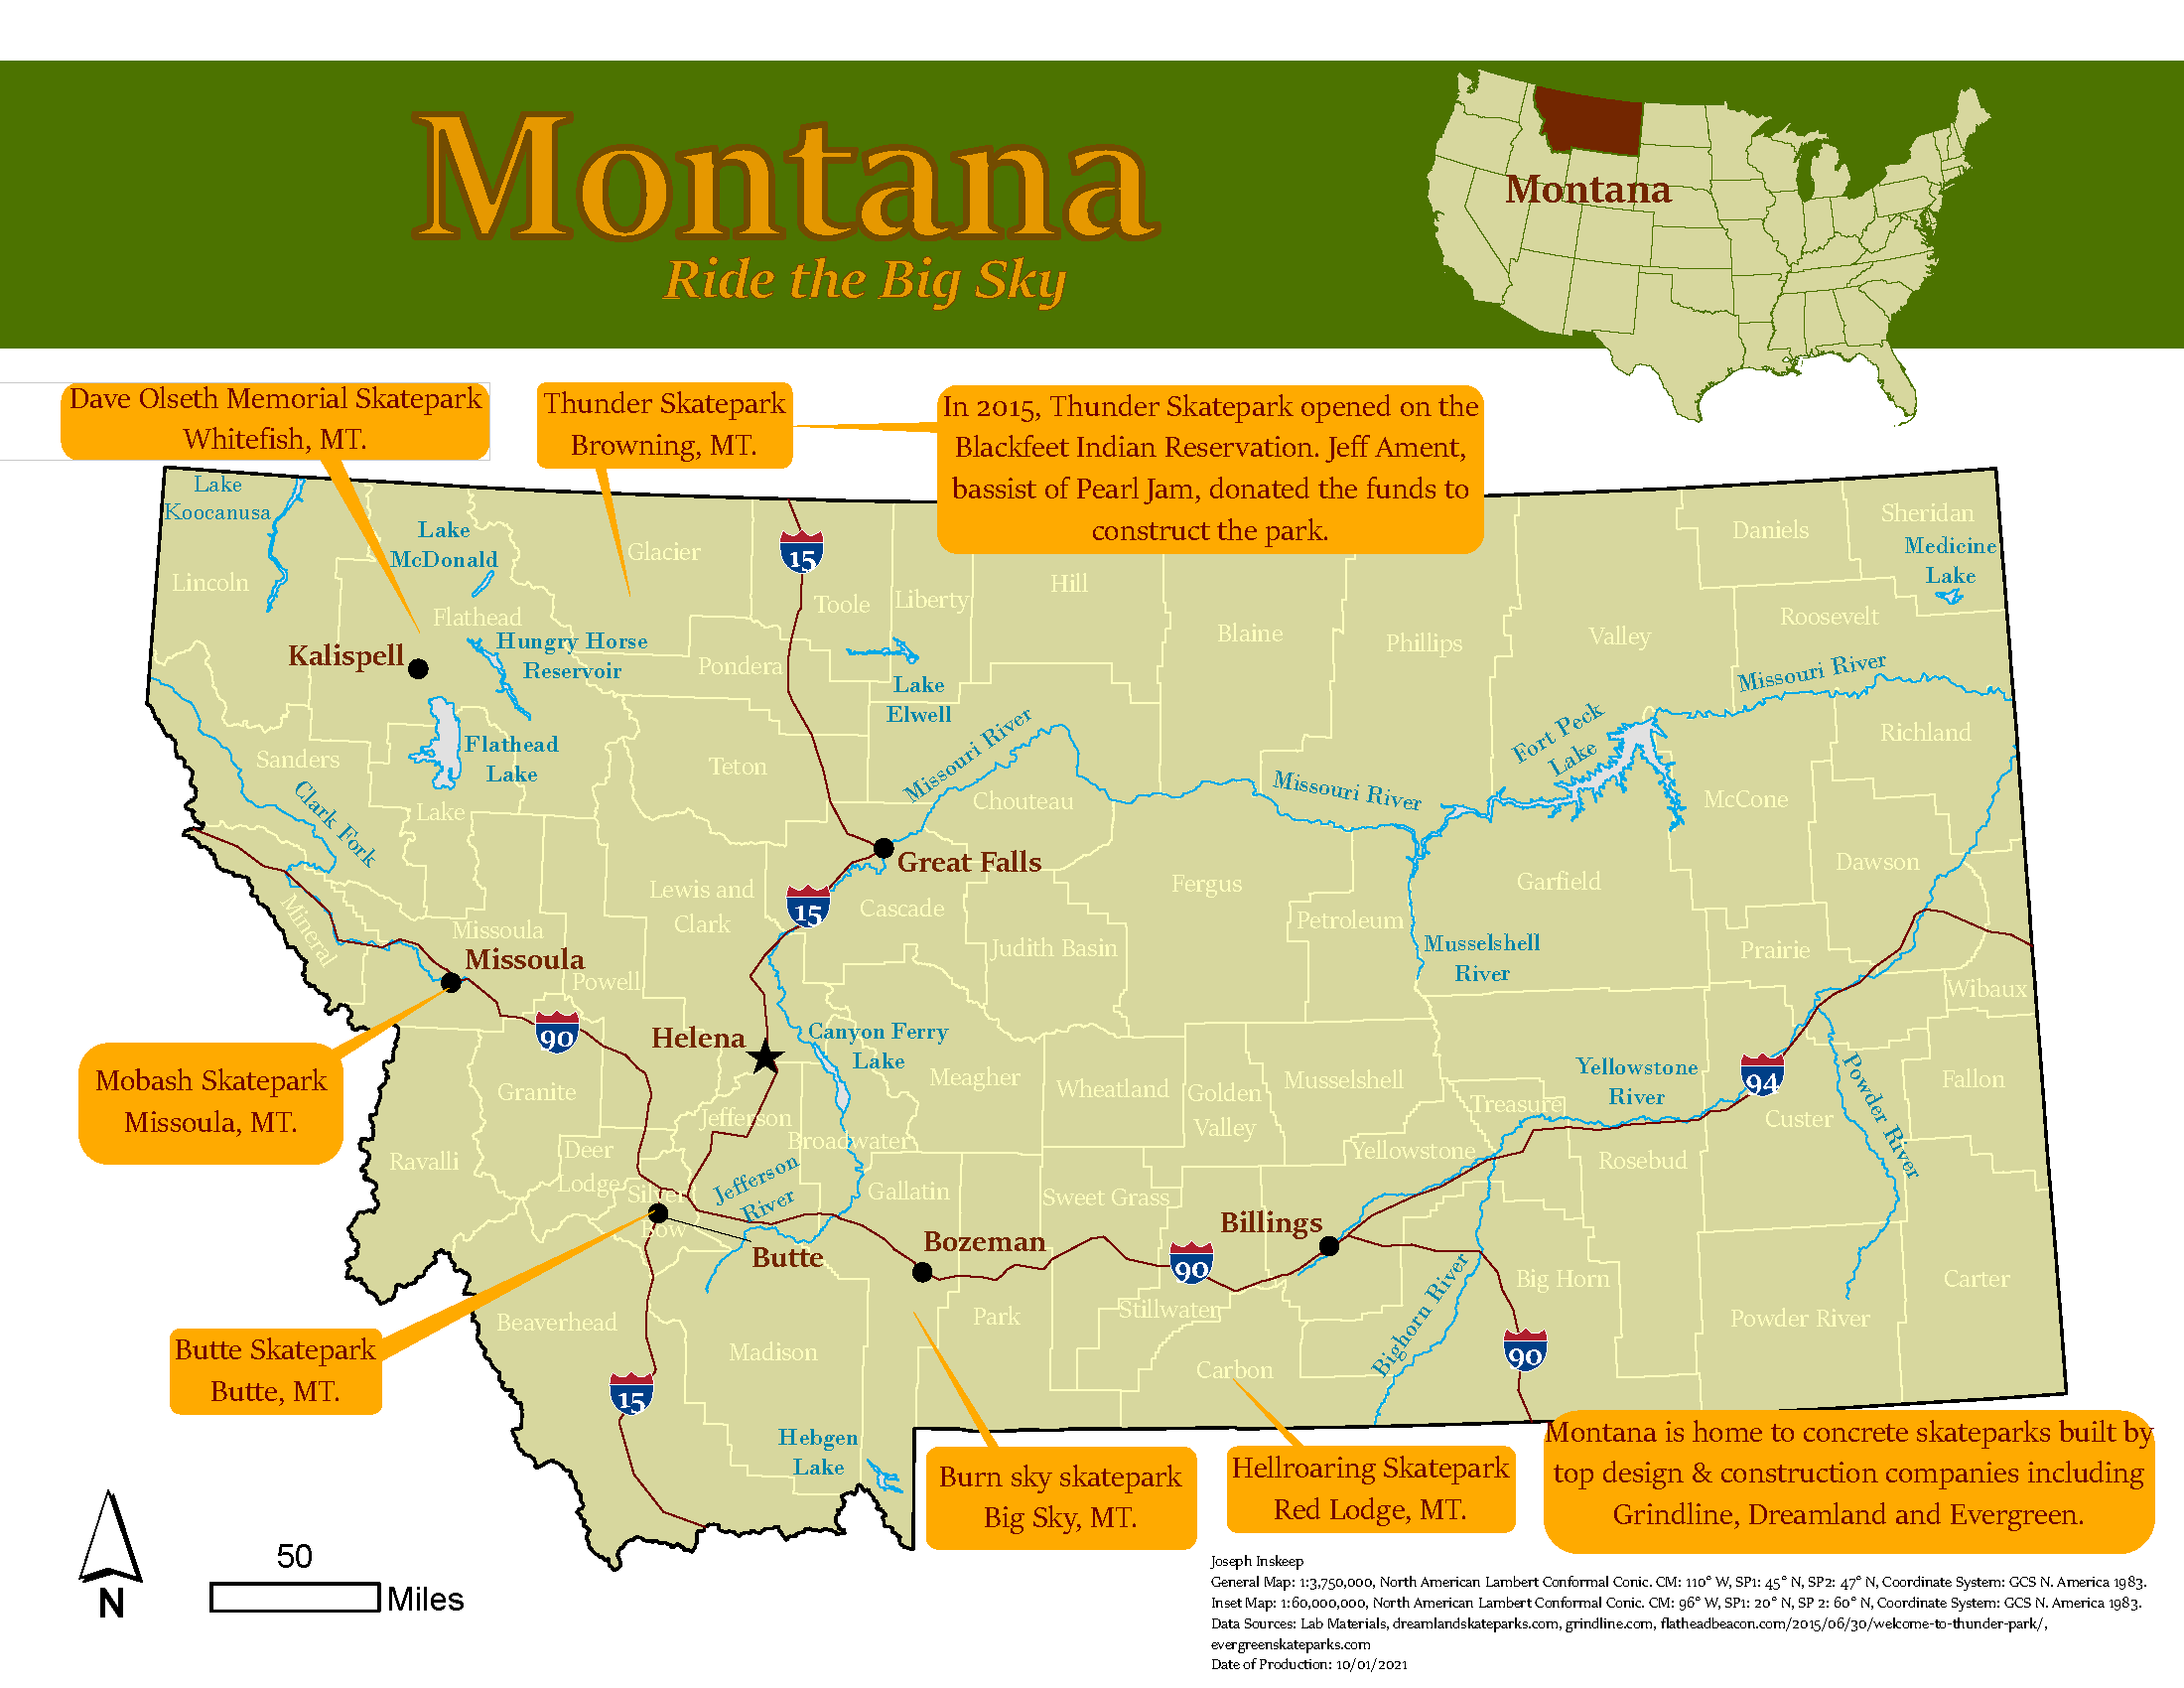 Montana
Ride the Big Sky
Montana
Dave Olseth Memorial Skatepark
Whitefish, MT.
Thunder Skatepark
Browning, MT.
In 2015, Thunder Skatepark opened on the
Blackfeet Indian Reservation. Jeff Ament,
bassist of Pearl Jam, donated the funds to
construct the park.
Lake
Koocanusa
Lake
McDonald
Lincoln
Flathead
Glacier
15
Toole
Liberty
Hill
Blaine
Phillips
Valley
Daniels
Sheridan
Medicine
Lake
Roosevelt
Kalispell
Hungry Horse
Reservoir
Pondera
Lake
Elwell
Missouri River
Missouri River
Missouri River
Fort Peck
Lake
Richland
Sanders
Flathead
Lake
Teton
Chouteau
McCone
Clark Fork
Lake
Great Falls
Dawson
Lewis and
Clark
15
Cascade
Fergus
Petroleum
Garfield
Mineral
Missoula
Missoula
Judith Basin
Musselshell
River
Prairie
Powell
Wibaux
90
Helena
Canyon Ferry
Lake
Mobash Skatepark
Missoula, MT.
Granite
Jefferson
Broadwater
Meagher
Wheatland
Golden
Valley
Musselshell
Treasure
Yellowstone
River
94
Custer
Powder River
Fallon
Ravalli
Deer
Lodge
Silver
Bow
Jefferson
River
Gallatin
Sweet Grass
Yellowstone
Rosebud
Butte
Bozeman
Billings
90
Bighorn River
Big Horn
Carter
Butte Skatepark
Butte, MT.
Beaverhead
Madison
Park
Stillwater
Carbon
90
Powder River
15
Hebgen
Lake
Burn sky skatepark
Big Sky, MT.
Hellroaring Skatepark
Red Lodge, MT.
Montana is home to concrete skateparks built by
top design & construction companies including
Grindline, Dreamland and Evergreen.
N
50
Miles
Joseph Inskeep
General Map: 1:3,750,000, North American Lambert Conformal Conic. CM: 110° W, SP1: 45° N, SP2: 47° N, Coordinate System: GCS N. America 1983.
Inset Map: 1:60,000,000, North American Lambert Conformal Conic. CM: 96° W, SP1: 20° N, SP 2: 60° N, Coordinate System: GCS N. America 1983.
Data Sources: Lab Materials, dreamlandskateparks.com, grindline.com, flatheadbeacon.com/2015/06/30/welcome-to-thunder-park/,
evergreenskateparks.com
Date of Production: 10/01/2021